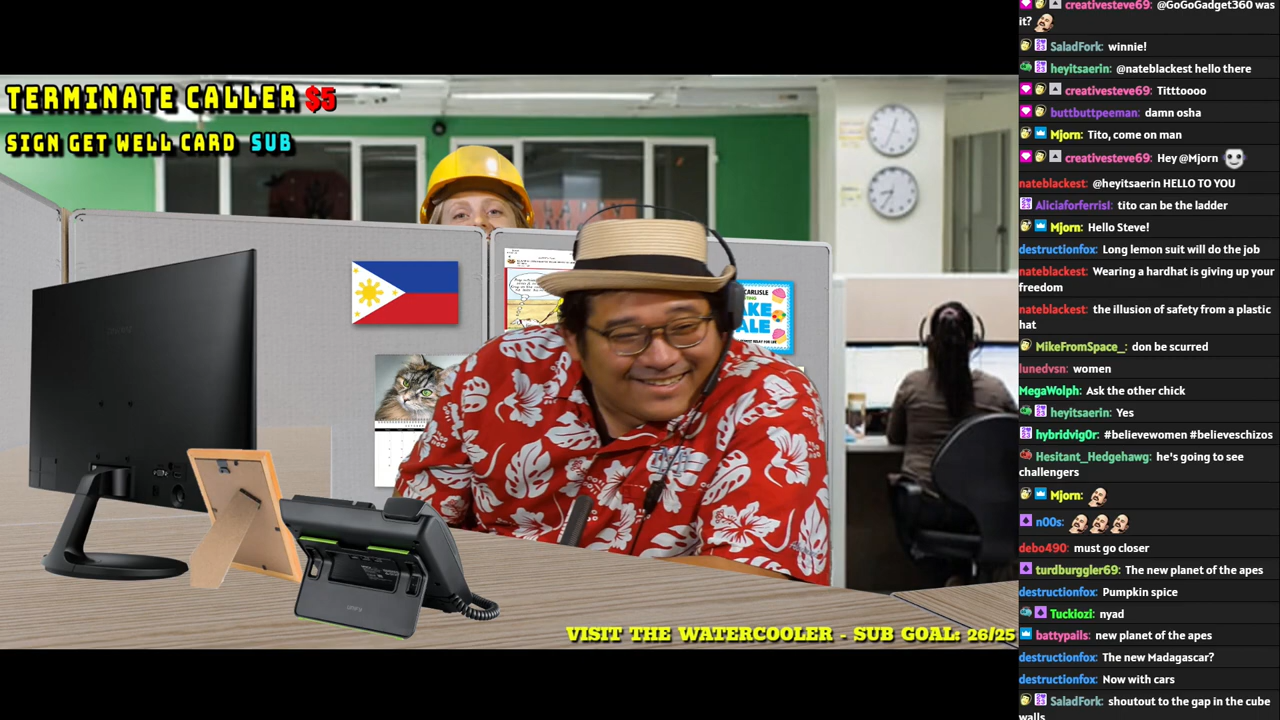 TERMINATE CALLER $5
SIGN GET WELL CARD SUB
CARLISLE
VISIT THE WATERCOOLER - SUB GOAL: 26/25
creativesteve69: @GoGoGadget360 was
it?
SaladFork: winnie!
heyitsaerin: @nateblackest hello there
creativesteve69: Titttoooo
buttbuttpeeman: damn osha
Mjorn: Tito, come on man
creativesteve69: Hey @Mjorn
nateblackest: @heyitsaerin HELLO TO YOU
Aliciaforferrisl: tito can be the ladder
Mjorn: Hello Steve!
destructionfox: Long lemon suit will do the job
nateblackest: Wearing a hardhat is giving up your
freedom
nateblackest: the illusion of safety from a plastic
hat
MikeFromSpace_: don be scurred
lunedvsn: women
MegaWolph: Ask the other chick
heyitsaerin: Yes
hybridvig0r: #believewomen #believeschizos
Hesitant_Hedgehawg: he's going to see
challengers
Mjorn:
n00s:
debo490: must go closer
turdburggler69: The new planet of the apes
destructionfox: Pumpkin spice
Tuckiozi: nyad
battypails: new planet of the apes
destructionfox: The new Madagascar?
destructionfox: Now with cars
SaladFork: shoutout to the gap in the cube
walls